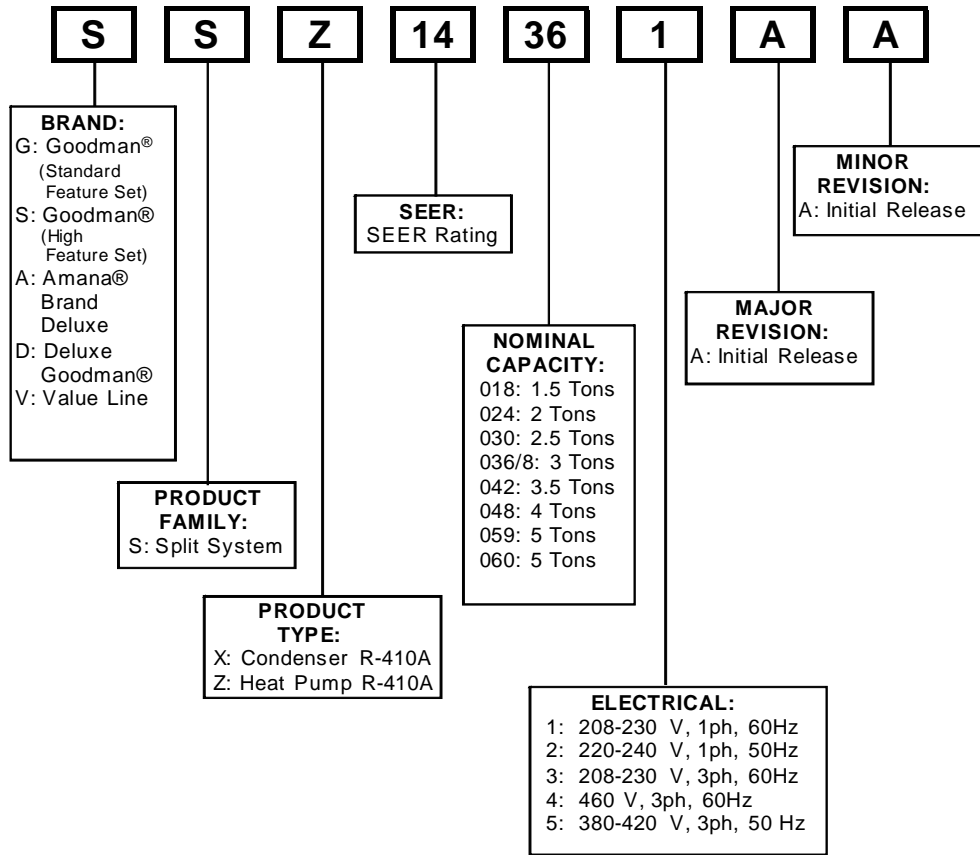 S S Z 14 36 1 A A
BRAND:
G: Goodman®
(Standard
Feature Set)
S: Goodman®
(High
Feature Set)
A: Amana®
Brand
Deluxe
D: Deluxe
Goodman®
V: Value Line
PRODUCT
FAMILY:
S: Split System
PRODUCT
TYPE:
X: Condenser R-410A
Z: Heat Pump R-410A
SEER:
SEER Rating
NOMINAL
CAPACITY:
018: 1.5 Tons
024: 2 Tons
030: 2.5 Tons
036/8: 3 Tons
042: 3.5 Tons
048: 4 Tons
059: 5 Tons
060: 5 Tons
ELECTRICAL:
1: 208-230 V, 1ph, 60Hz
2: 220-240 V, 1ph, 50Hz
3: 208-230 V, 3ph, 60Hz
4: 460 V, 3ph, 60Hz
5: 380-420 V, 3ph, 50 Hz
MAJOR
REVISION:
A: Initial Release
MINOR
REVISION:
A: Initial Release